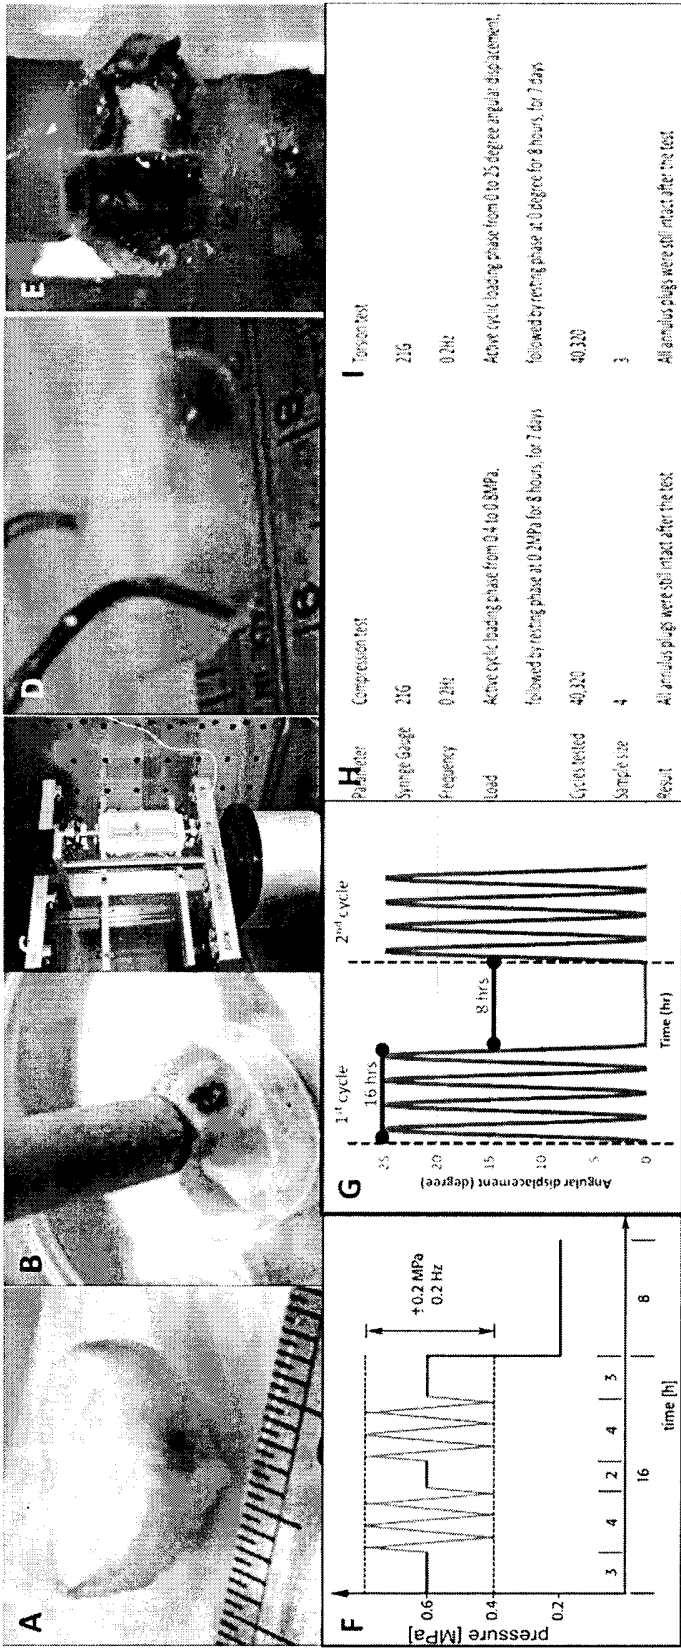 A
B
C
D
E
F
pressure [MPa]
0.6
0.4
0.2
±0.2 MPa
0.2 Hz
3
4
2
4
3
16
8
time [h]
G
Angular displacement (degree)
25
20
15
10
5
0
1st cycle
2nd cycle
16 hrs
8 hrs
Time (hr)
H
I
Parameter Compression test Torsion test
Syringe Gauge 21G 21G
Frequency 0.2Hz 0.2Hz
Load Active cyclic loading phase from 0.4 to 0.8MPa, Active cyclic loading phase from 0 to 25 degree angular displacement,
followed by resting phase at 0.2MPa for 8 hours, for 7 days followed by resting phase at 0 degree for 8 hours, for 7 days
Cycles tested 40,320 40,320
Sample size 4 3
Result All annulus plugs were still intact after the test All annulus plugs were still intact after the test